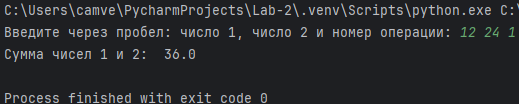 C:\Users\camve\PycharmProjects\Lab-2\.venv\Scripts\python.exe C:\
Введите через пробел: число 1, число 2 и номер операции: 12 24 1
Сумма чисел 1 и 2:  36.0
Process finished with exit code 0